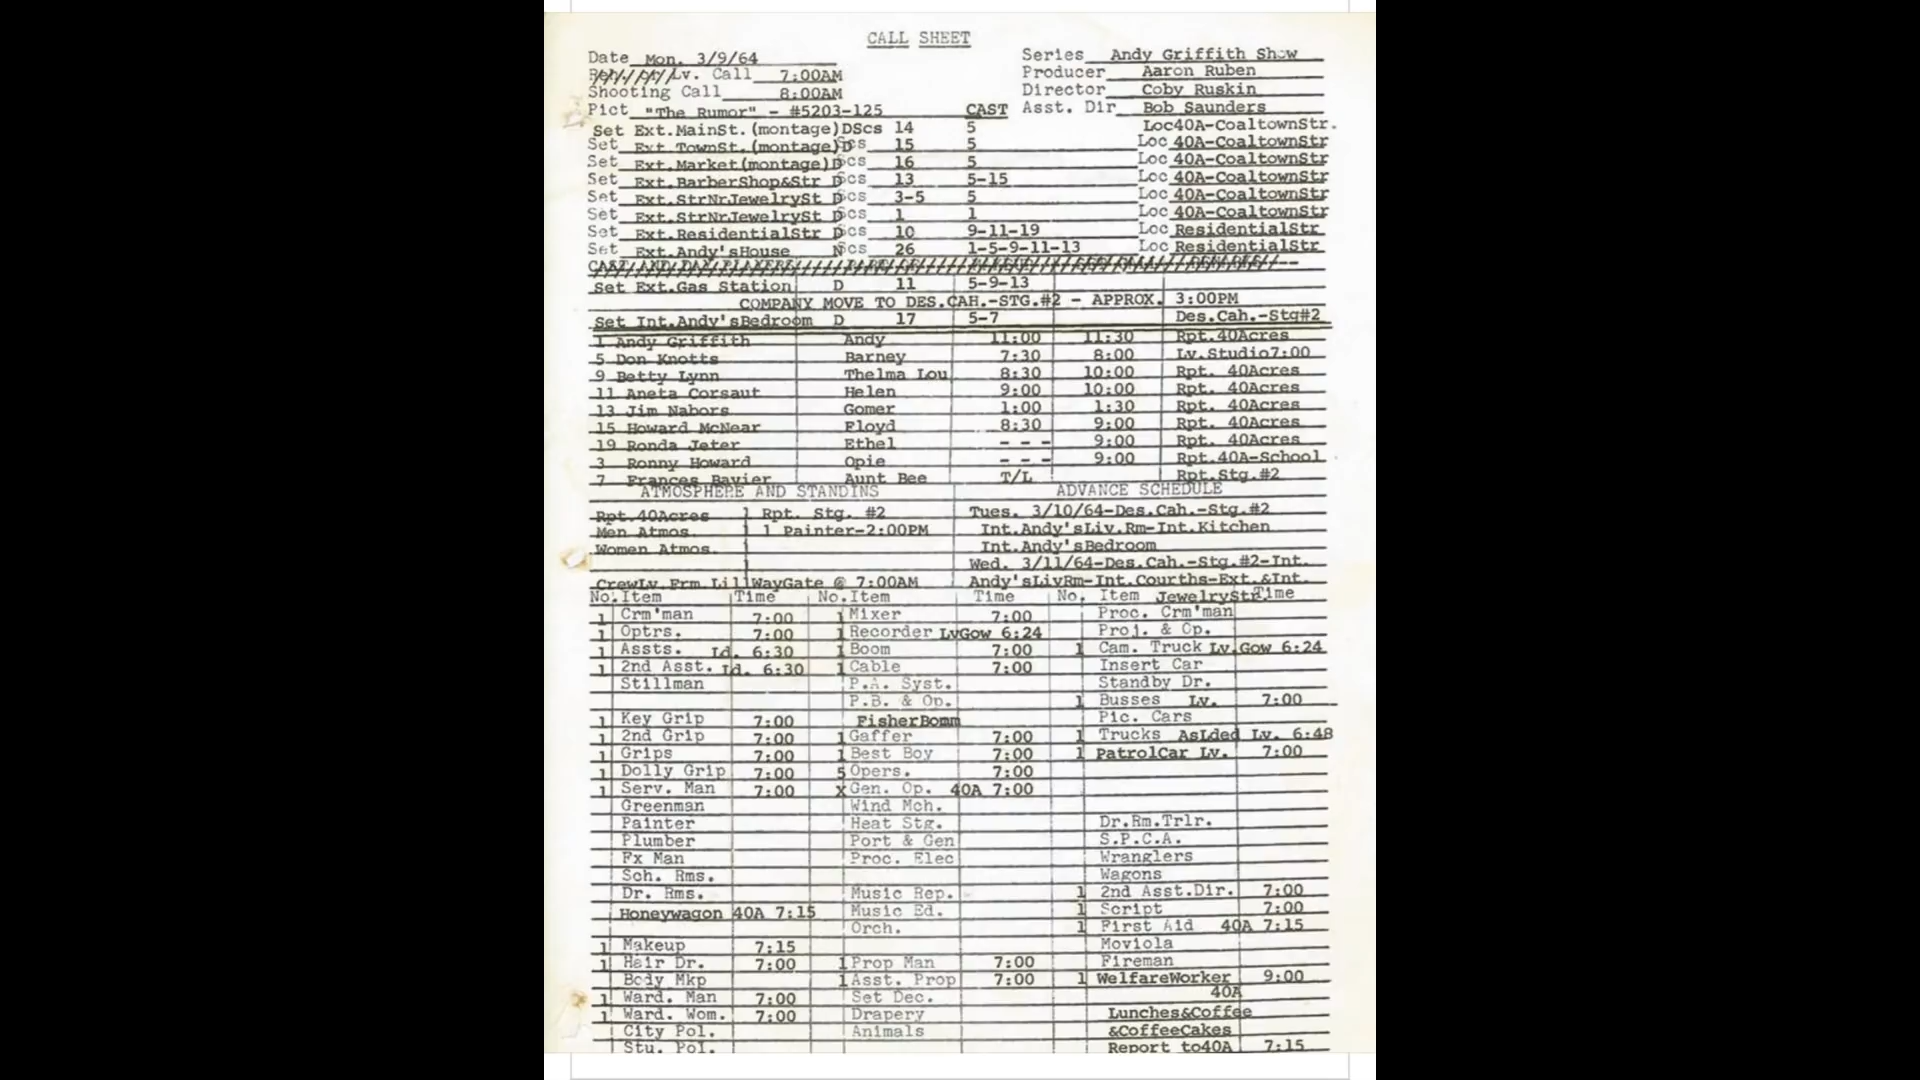 CALL SHEET
Date Mon. 3/9/64 Series Andy Griffith Show
Lv. Call 7:00AM Producer Aaron Ruben
Shooting Call 8:00AM Director Coby Ruskin
Pict "The Rumor" - #5203-125 CAST Asst. Dir Bob Saunders
Set Ext.MainSt.(montage)DScs 14 5 Loc40A-CoaltownStr.
Set Ext.TownSt.(montage)D Scs 15 5 Loc 40A-CoaltownStr
Set Ext.Market(montage)D Scs 16 5 Loc 40A-CoaltownStr
Set Ext.BarberShop&Str D Scs 13 5-15 Loc 40A-CoaltownStr
Set Ext.StrNrJewelrySt D Scs 3-5 5 Loc 40A-CoaltownStr
Set Ext.StrNrJewelrySt D Scs 1 1 Loc 40A-CoaltownStr
Set Ext.ResidentialStr D Scs 10 9-11-19 Loc ResidentialStr
Set Ext.Andy'sHouse N Scs 26 1-5-9-11-13 Loc ResidentialStr
CAST AND DAY PLAYERS
Set Ext.Gas Station D 11 5-9-13
COMPANY MOVE TO DES.CAH.-STG.#2 - APPROX. 3:00PM
Set Int.Andy'sBedroom D 17 5-7 Des.Cah.-Stg#2
1 Andy Griffith Andy 11:00 11:30 Rpt.40Acres
5 Don Knotts Barney 7:30 8:00 Lv.Studio7:00
9 Betty Lynn Thelma Lou 8:30 10:00 Rpt. 40Acres
11 Aneta Corsaut Helen 9:00 10:00 Rpt. 40Acres
13 Jim Nabors Gomer 1:00 1:30 Rpt. 40Acres
15 Howard McNear Floyd 8:30 9:00 Rpt. 40Acres
19 Ronda Jeter Ethel - - - 9:00 Rpt. 40Acres
3 Ronny Howard Opie - - - 9:00 Rpt.40A-School
7 Frances Bavier Aunt Bee T/L Rpt.Stg.#2
ATMOSPHERE AND STANDINS ADVANCE SCHEDULE
Rpt.40Acres Rpt. Stg. #2 Tues. 3/10/64-Des.Cah.-Stg.#2
Men Atmos. 1 Painter-2:00PM Int.Andy'sLiv.Rm-Int.Kitchen
Women Atmos. Int.Andy'sBedroom
Wed. 3/11/64-Des.Cah.-Stg.#2-Int.
CrewLv.Frm.LillWayGate @ 7:00AM Andy'sLivRm-Int.Courths-Ext.&Int.
No. Item Time No. Item Time No. Item JewelryStr. Time
1 Crm'man 7:00 1 Mixer 7:00 Proc. Crm'man
1 Optrs. 7:00 1 Recorder LvGow 6:24 Proj. & Op.
1 Assts. Ld. 6:30 1 Boom 7:00 1 Cam. Truck Lv.Gow 6:24
1 2nd Asst. Ld. 6:30 1 Cable 7:00 Insert Car
Stillman P.A. Syst. Standby Dr.
P.B. & Op. 1 Busses Lv. 7:00
1 Key Grip 7:00 FisherBomm Pic. Cars
1 2nd Grip 7:00 1 Gaffer 7:00 1 Trucks AsLded Lv. 6:48
1 Grips 7:00 1 Best Boy 7:00 1 PatrolCar Lv. 7:00
1 Dolly Grip 7:00 5 Opers. 7:00
1 Serv. Man 7:00 X Gen. Op. 40A 7:00
Greenman Wind Mch.
Painter Heat Stg. Dr.Rm.Trlr.
Plumber Port & Gen S.P.C.A.
Fx Man Proc. Elec Wranglers
Sch. Rms. Wagons
Dr. Rms. Music Rep. 1 2nd Asst.Dir. 7:00
Honeywagon 40A 7:15 Music Ed. 1 Script 7:00
Orch. 1 First Aid 40A 7:15
1 Makeup 7:15 Moviola
1 Hair Dr. 7:00 1 Prop Man 7:00 Fireman
Body Mkp 1 Asst. Prop 7:00 1 WelfareWorker 9:00
1 Ward. Man 7:00 Set Dec. 40A
1 Ward. Wom. 7:00 Drapery Lunches&Coffee
City Pol. Animals &CoffeeCakes
Stu. Pol. Report to40A 7:15